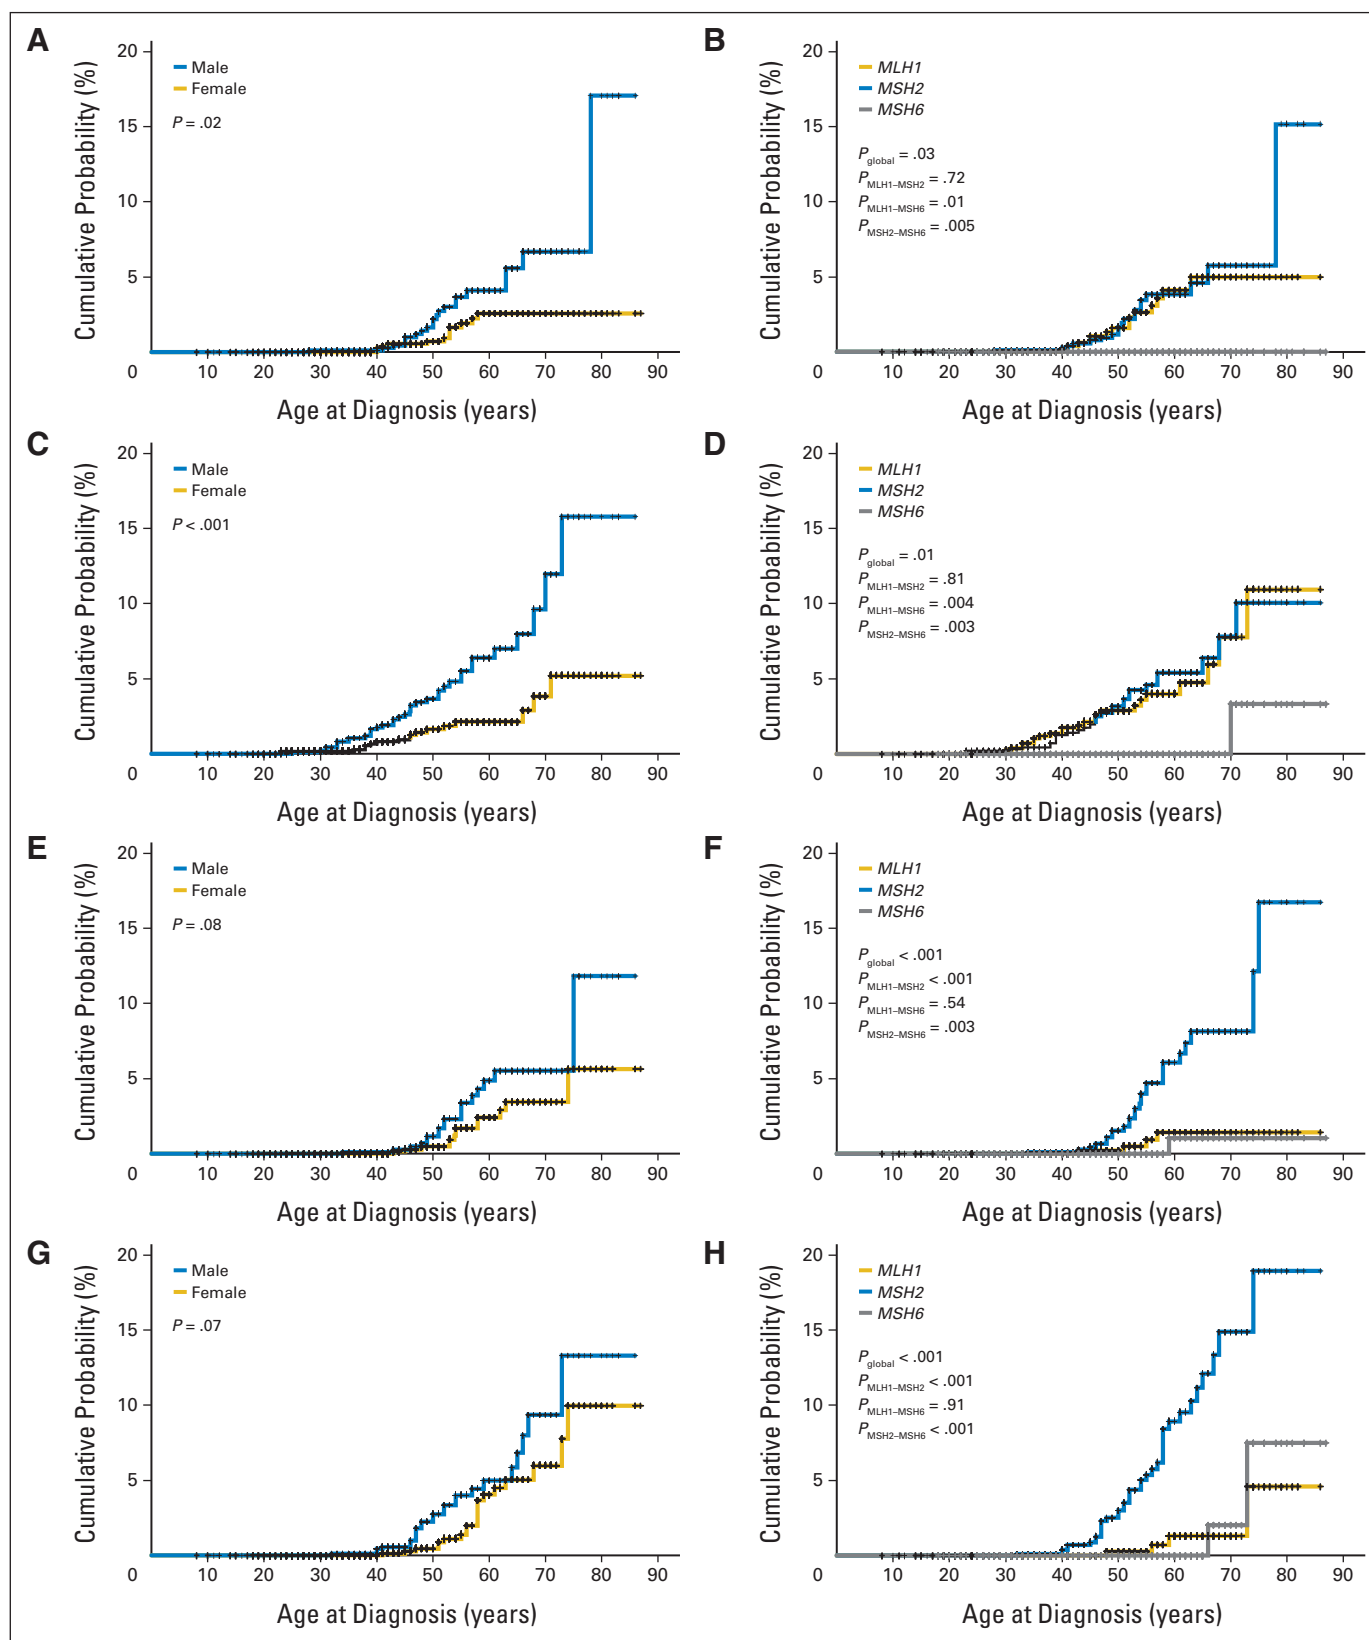 A
Cumulative Probability (%)
20
15
10
5
0
Male
Female
P = .02
10 20 30 40 50 60 70 80 90
Age at Diagnosis (years)
B
Cumulative Probability (%)
20
15
10
5
0
MLH1
MSH2
MSH6
Pglobal = .03
PMLH1–MSH2 = .72
PMLH1–MSH6 = .01
PMSH2–MSH6 = .005
10 20 30 40 50 60 70 80 90
Age at Diagnosis (years)
C
Cumulative Probability (%)
20
15
10
5
0
Male
Female
P < .001
10 20 30 40 50 60 70 80 90
Age at Diagnosis (years)
D
Cumulative Probability (%)
20
15
10
5
0
MLH1
MSH2
MSH6
Pglobal = .01
PMLH1–MSH2 = .81
PMLH1–MSH6 = .004
PMSH2–MSH6 = .003
10 20 30 40 50 60 70 80 90
Age at Diagnosis (years)
E
Cumulative Probability (%)
20
15
10
5
0
Male
Female
P = .08
10 20 30 40 50 60 70 80 90
Age at Diagnosis (years)
F
Cumulative Probability (%)
20
15
10
5
0
MLH1
MSH2
MSH6
Pglobal < .001
PMLH1–MSH2 < .001
PMLH1–MSH6 = .54
PMSH2–MSH6 = .003
10 20 30 40 50 60 70 80 90
Age at Diagnosis (years)
G
Cumulative Probability (%)
20
15
10
5
0
Male
Female
P = .07
10 20 30 40 50 60 70 80 90
Age at Diagnosis (years)
H
Cumulative Probability (%)
20
15
10
5
0
MLH1
MSH2
MSH6
Pglobal < .001
PMLH1–MSH2 < .001
PMLH1–MSH6 = .91
PMSH2–MSH6 < .001
10 20 30 40 50 60 70 80 90
Age at Diagnosis (years)